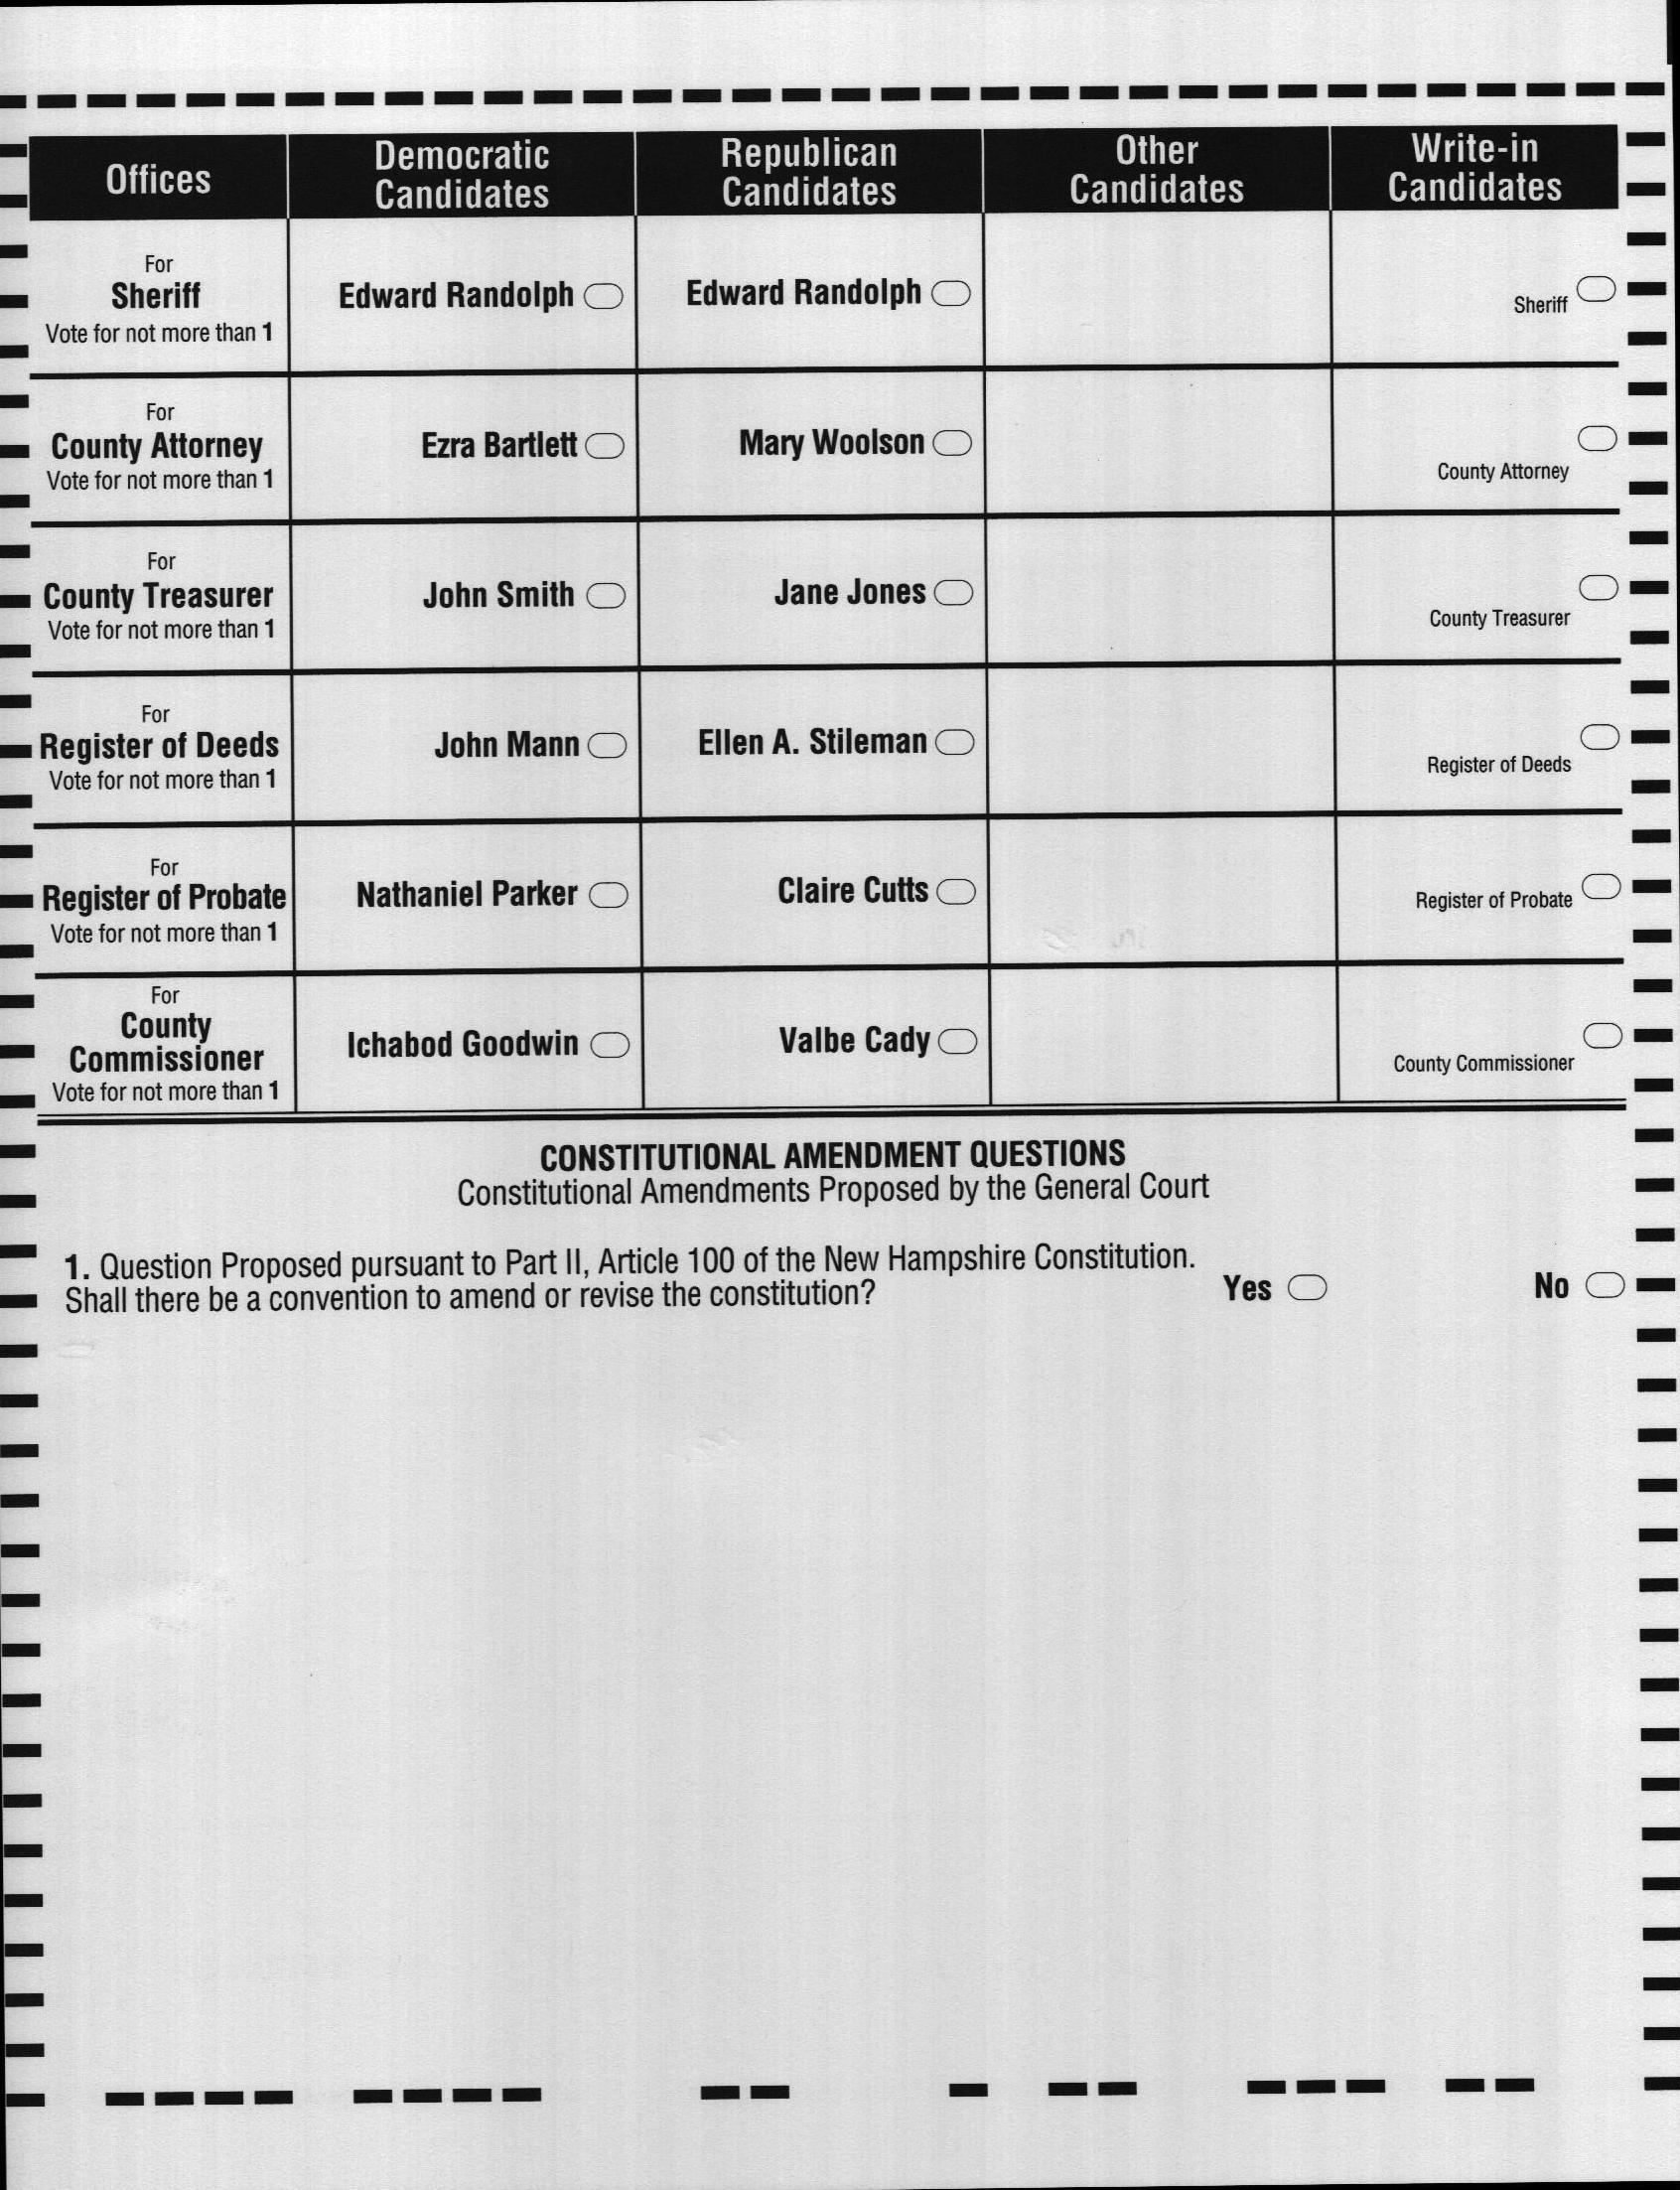 Offices
Democratic
Candidates
Republican
Candidates
Other
Candidates
Write-in
Candidates
For
Sheriff
Vote for not more than 1
Edward Randolph
Edward Randolph
Sheriff
For
County Attorney
Vote for not more than 1
Ezra Bartlett
Mary Woolson
County Attorney
For
County Treasurer
Vote for not more than 1
John Smith
Jane Jones
County Treasurer
For
Register of Deeds
Vote for not more than 1
John Mann
Ellen A. Stileman
Register of Deeds
For
Register of Probate
Vote for not more than 1
Nathaniel Parker
Claire Cutts
Register of Probate
For
County
Commissioner
Vote for not more than 1
Ichabod Goodwin
Valbe Cady
County Commissioner
CONSTITUTIONAL AMENDMENT QUESTIONS
Constitutional Amendments Proposed by the General Court
1. Question Proposed pursuant to Part II, Article 100 of the New Hampshire Constitution.
Shall there be a convention to amend or revise the constitution?
Yes
No